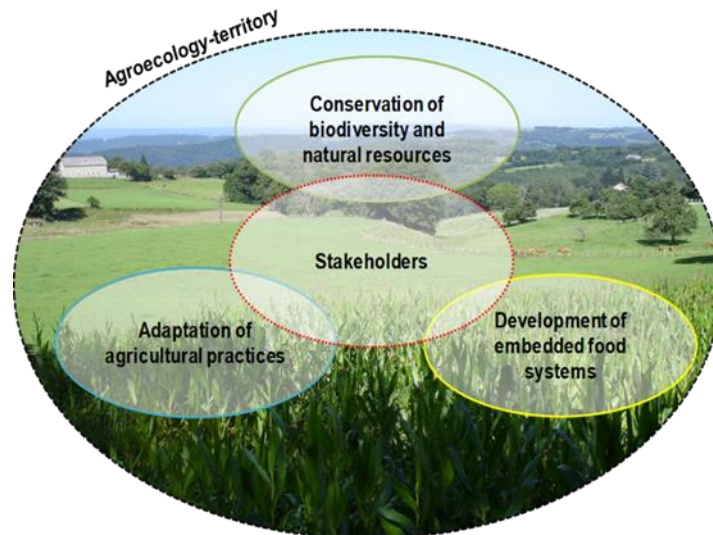 Agroecology-territory
Conservation of
biodiversity and
natural resources
Stakeholders
Adaptation of
agricultural practices
Development of
embedded food
systems